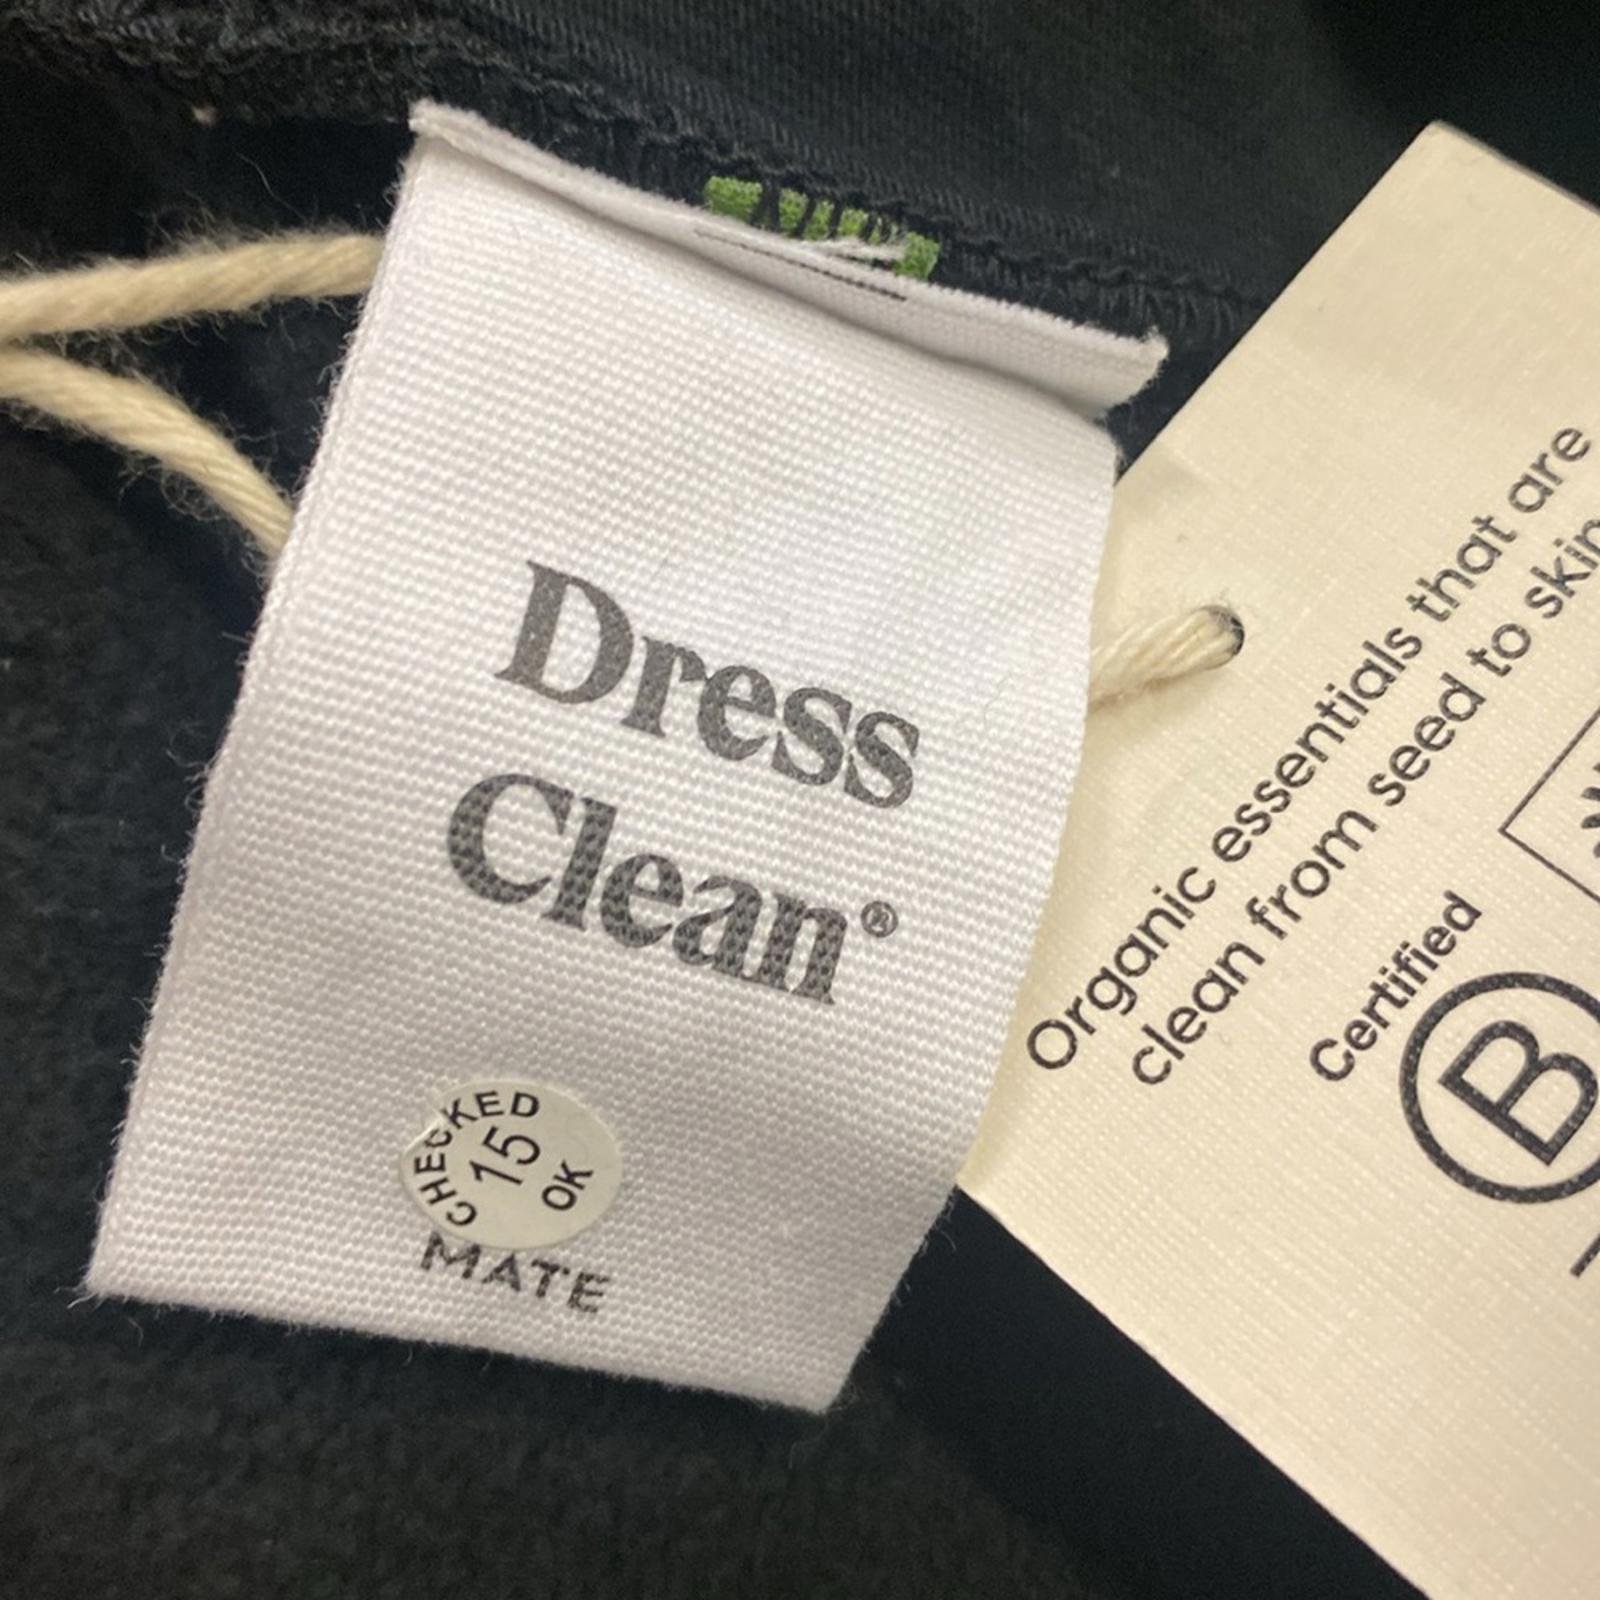 Dress
Clean®
CHECKED
15
OK
MATE
Organic essentials that are
clean from seed to skin
Certified
B